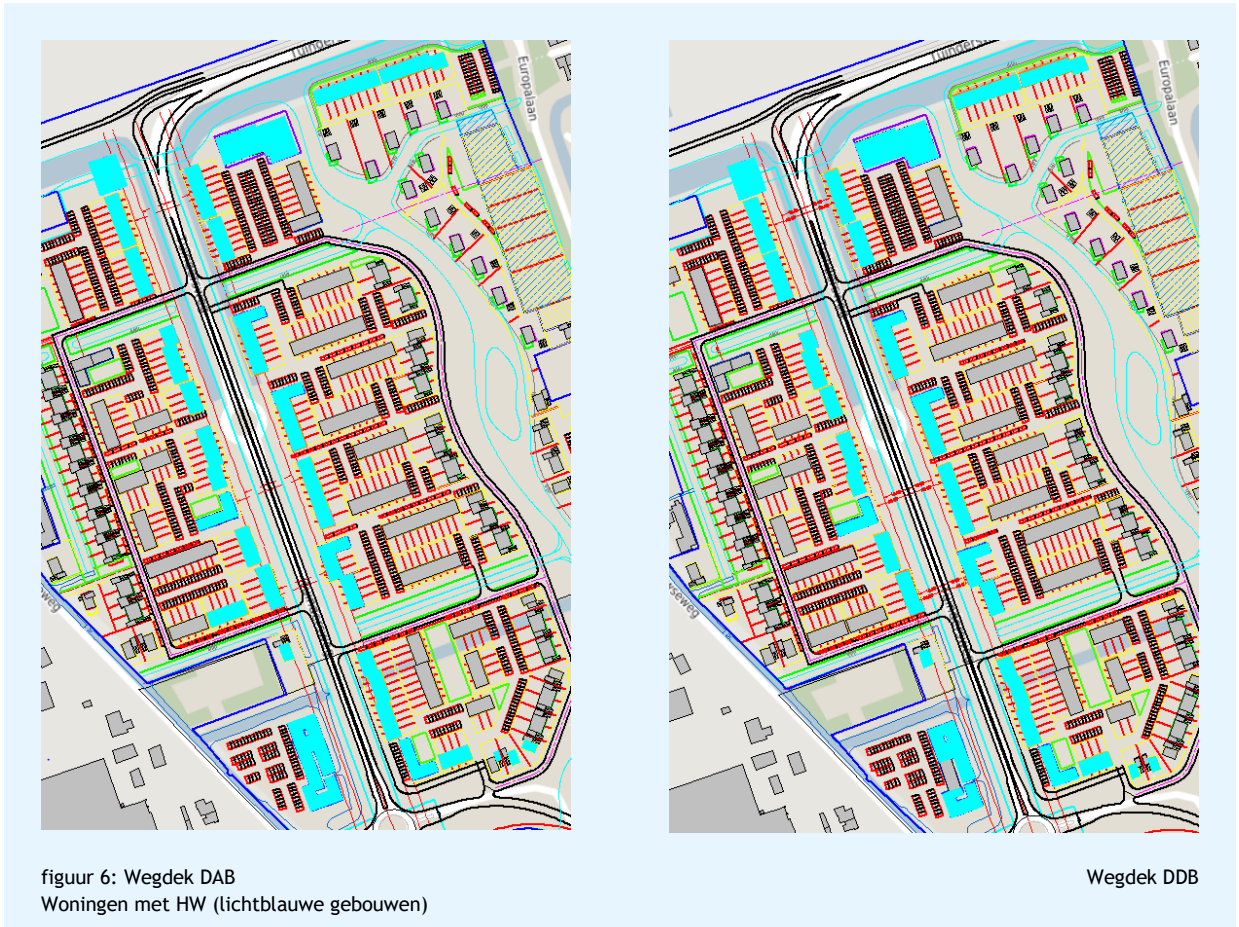 Europalaan
Europalaan
figuur 6: Wegdek DAB
Wegdek DDB
Woningen met HW (lichtblauwe gebouwen)